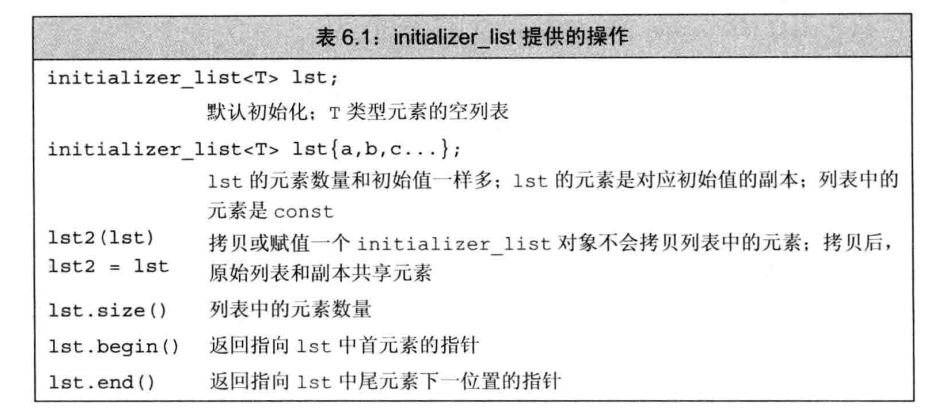 表 6.1：initializer_list 提供的操作
initializer_list<T> lst;
默认初始化；T 类型元素的空列表
initializer_list<T> lst{a,b,c...};
lst 的元素数量和初始值一样多；lst 的元素是对应初始值的副本；列表中的
元素是 const
lst2(lst) 拷贝或赋值一个 initializer_list 对象不会拷贝列表中的元素；拷贝后，
lst2 = lst 原始列表和副本共享元素
lst.size() 列表中的元素数量
lst.begin() 返回指向 lst 中首元素的指针
lst.end() 返回指向 lst 中尾元素下一位置的指针